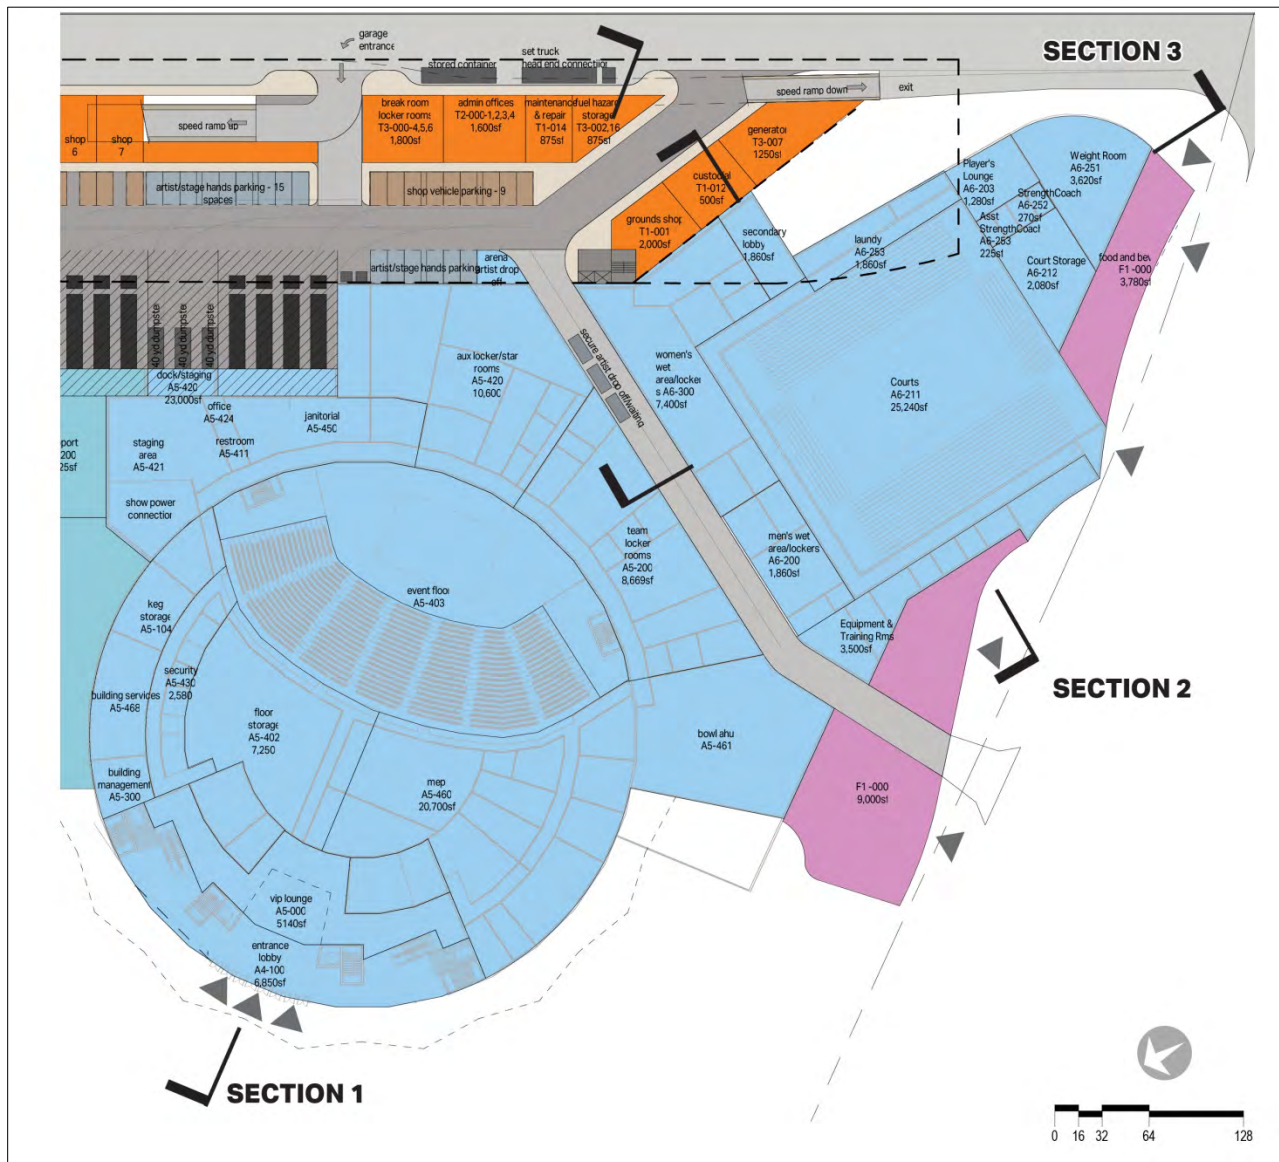 garage
entrance
set truck
head end connection
stored container
SECTION 3
speed ramp down
exit
shop
6
shop
7
speed ramp up
break room
locker rooms
T3-000-4,5,6
1,800sf
admin offices
T2-000-1,2,3,4
1,600sf
maintenance
& repair
T1-014
875sf
fuel hazard
storage
T3-002,16
875sf
generator
T3-007
1250sf
custodial
T1-012
500sf
grounds shop
T1-001
2,000sf
artist/stage hands parking - 15
spaces
shop vehicle parking - 9
Player's
Lounge
A6-203
1,280sf
Weight Room
A6-251
3,620sf
StrengthCoach
A6-252
270sf
Asst
StrengthCoach
A6-253
225sf
Court Storage
A6-212
2,080sf
food and bev
F1 -000
3,780sf
secondary
lobby
1,860sf
laundy
A6-253
1,860sf
artist/stage hands parking
arena
artist drop
off
40 yd dumpster
40 yd dumpster
40 yd dumpster
dock/staging
A5-420
23,000sf
secure artist drop off/waiting
aux locker/star
rooms
A5-420
10,600
women's
wet
area/locker
s A6-300
7,400sf
Courts
A6-211
25,240sf
office
A5-424
janitorial
A5-450
restroom
A5-411
staging
area
A5-421
port
200
25sf
show power
connection
team
locker
rooms
A5-200
8,669sf
men's wet
area/lockers
A6-200
1,860sf
event floor
A5-403
keg
storage
A5-104
Equipment &
Training Rms
3,500sf
security
A5-430
2,580
building services
A5-468
floor
storage
A5-402
7,250
SECTION 2
bowl ahu
A5-461
building
management
A5-300
mep
A5-460
20,700sf
F1 -000
9,000sf
vip lounge
A5-000
5140sf
entrance
lobby
A4-100
6,850sf
SECTION 1
0 16 32 64 128